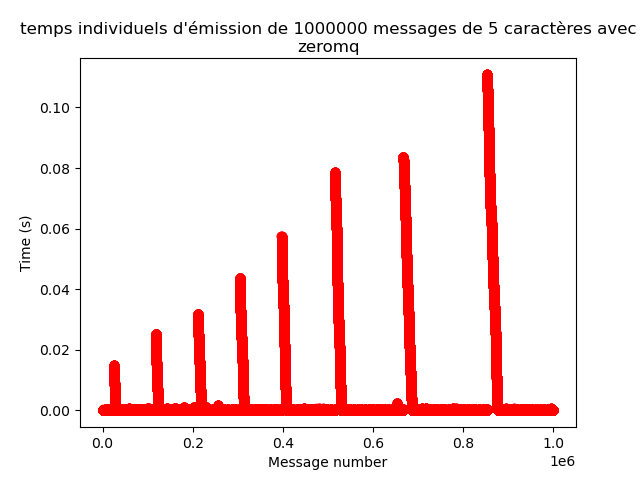 temps individuels d'émission de 1000000 messages de 5 caractères avec
zeromq
Time (s)
0.10
0.08
0.06
0.04
0.02
0.00
0.0 0.2 0.4 0.6 0.8 1.0
1e6
Message number